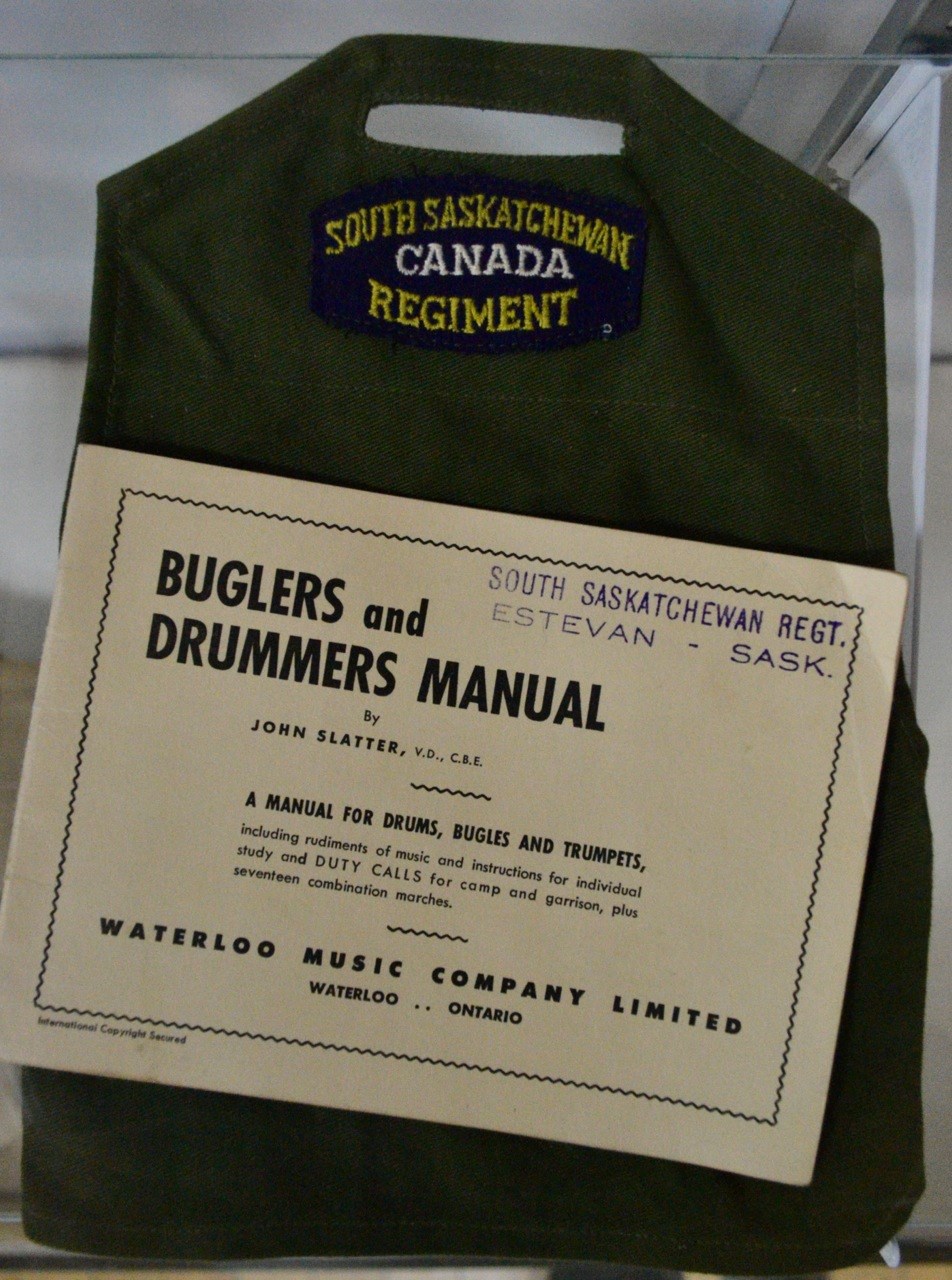 SOUTH SASKATCHEWAN
CANADA
REGIMENT
BUGLERS and
DRUMMERS MANUAL
SOUTH SASKATCHEWAN REGT.
ESTEVAN - SASK.
By
JOHN SLATTER, V.D., C.B.E.
A MANUAL FOR DRUMS, BUGLES AND TRUMPETS,
including rudiments of music and instructions for individual
study and DUTY CALLS for camp and garrison, plus
seventeen combination marches.
WATERLOO MUSIC COMPANY LIMITED
WATERLOO .. ONTARIO
International Copyright Secured